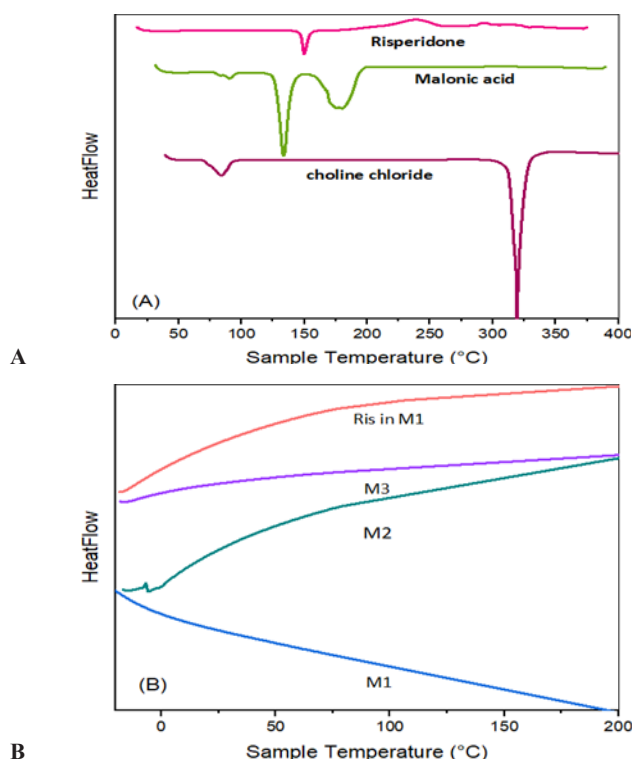 Risperidone
Malonic acid
choline chloride
HeatFlow
(A)
0 50 100 150 200 250 300 350 400
Sample Temperature (°C)
A
Ris in M1
M3
M2
HeatFlow
M1
(B)
0 50 100 150 200
Sample Temperature (°C)
B